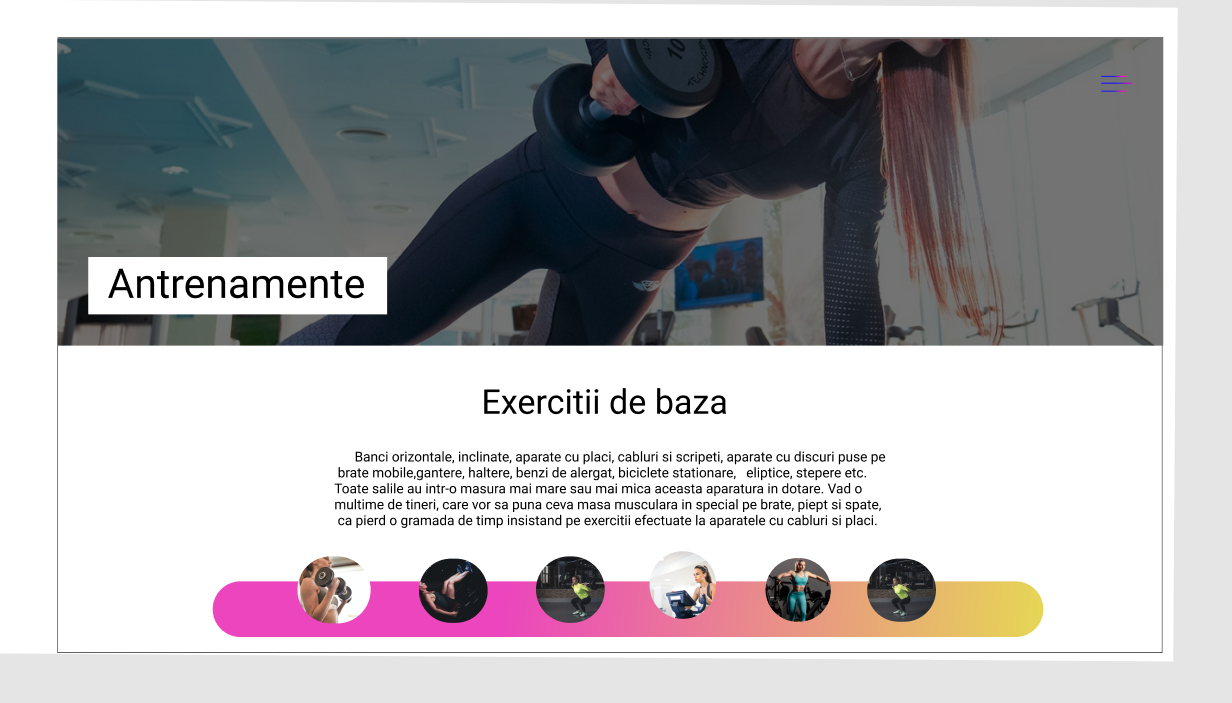 10
TECHNOGYM
Antrenamente
Exercitii de baza
Banci orizontale, inclinate, aparate cu placi, cabluri si scripeti, aparate cu discuri puse pe
brate mobile,gantere, haltere, benzi de alergat, biciclete stationare,   eliptice, stepere etc.
Toate salile au intr-o masura mai mare sau mai mica aceasta aparatura in dotare. Vad o
multime de tineri, care vor sa puna ceva masa musculara in special pe brate, piept si spate,
ca pierd o gramada de timp insistand pe exercitii efectuate la aparatele cu cabluri si placi.